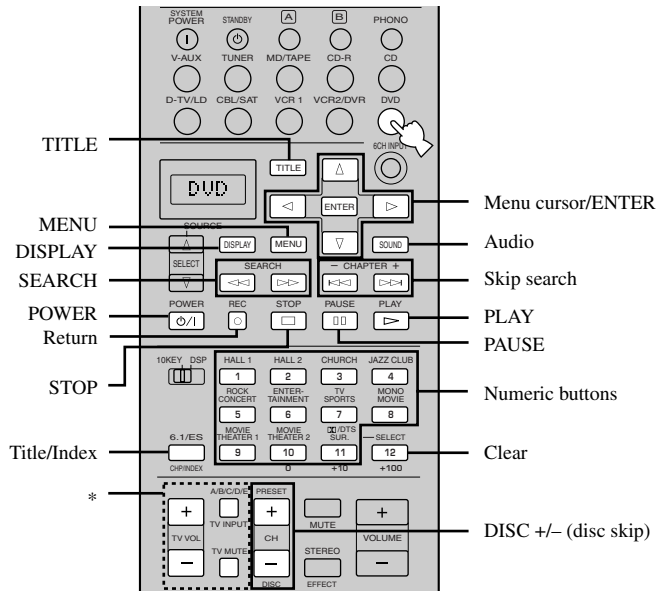 SYSTEM
POWER STANDBY A B PHONO
V-AUX TUNER MD/TAPE CD-R CD
D-TV/LD CBL/SAT VCR 1 VCR2/DVR DVD
6CH INPUT
TITLE
TITLE
DVD
ENTER
Menu cursor/ENTER
SOURCE
SELECT
MENU
DISPLAY
DISPLAY MENU SOUND
Audio
SEARCH
SEARCH – CHAPTER +
Skip search
POWER
POWER REC STOP PAUSE PLAY
PLAY
Return
PAUSE
STOP
10KEY DSP
HALL 1 HALL 2 CHURCH JAZZ CLUB
1 2 3 4
Numeric buttons
ROCK CONCERT ENTER-TAINMENT TV SPORTS MONO MOVIE
5 6 7 8
MOVIE THEATER 1 MOVIE THEATER 2 /DTS SUR. SELECT
6.1/ES
9 10 11 12
Title/Index
Clear
CHP/INDEX 0 +10 +100
*
A/B/C/D/E PRESET
+ TV INPUT + MUTE +
TV VOL CH VOLUME
DISC +/– (disc skip)
TV MUTE STEREO
– – –
DISC EFFECT